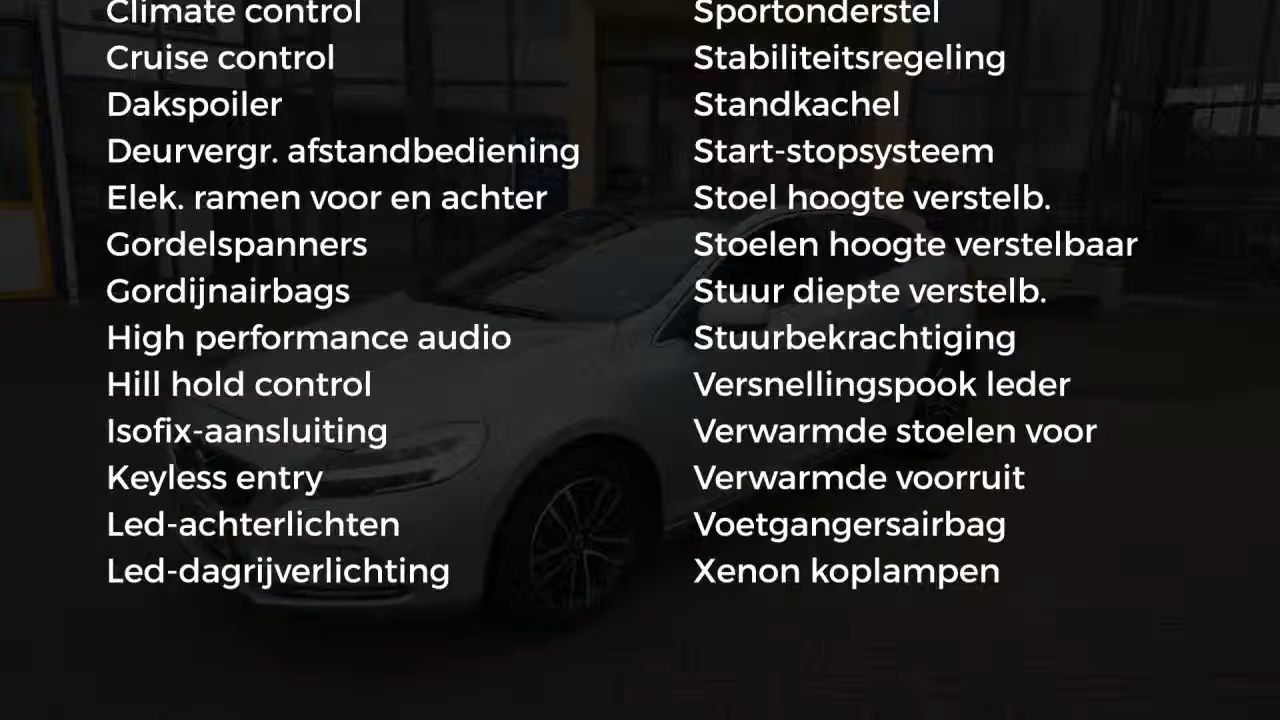 Climate control
Cruise control
Dakspoiler
Deurvergr. afstandbediening
Elek. ramen voor en achter
Gordelspanners
Gordijnairbags
High performance audio
Hill hold control
Isofix-aansluiting
Keyless entry
Led-achterlichten
Led-dagrijverlichting
Sportonderstel
Stabiliteitsregeling
Standkachel
Start-stopsysteem
Stoel hoogte verstelb.
Stoelen hoogte verstelbaar
Stuur diepte verstelb.
Stuurbekrachtiging
Versnellingspook leder
Verwarmde stoelen voor
Verwarmde voorruit
Voetgangersairbag
Xenon koplampen